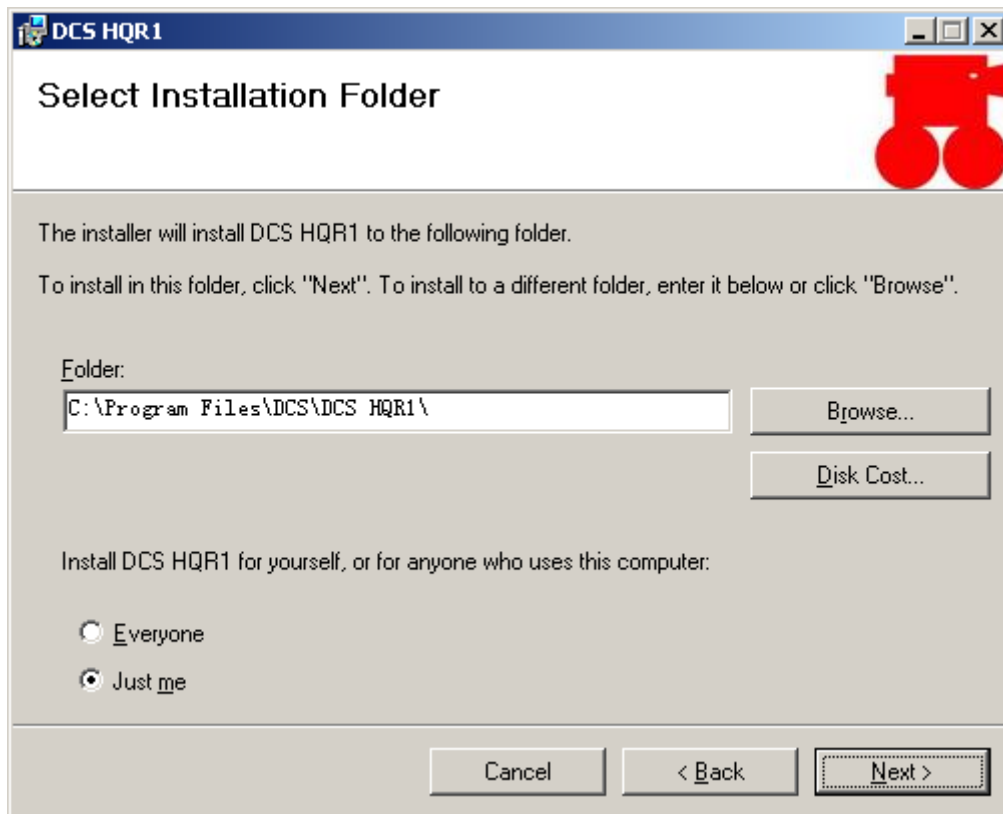 DCS HQR1
Select Installation Folder
The installer will install DCS HQR1 to the following folder.
To install in this folder, click "Next". To install to a different folder, enter it below or click "Browse".
Folder:
C:\Program Files\DCS\DCS HQR1\
Browse...
Disk Cost...
Install DCS HQR1 for yourself, or for anyone who uses this computer:
Everyone
Just me
Cancel
< Back
Next >